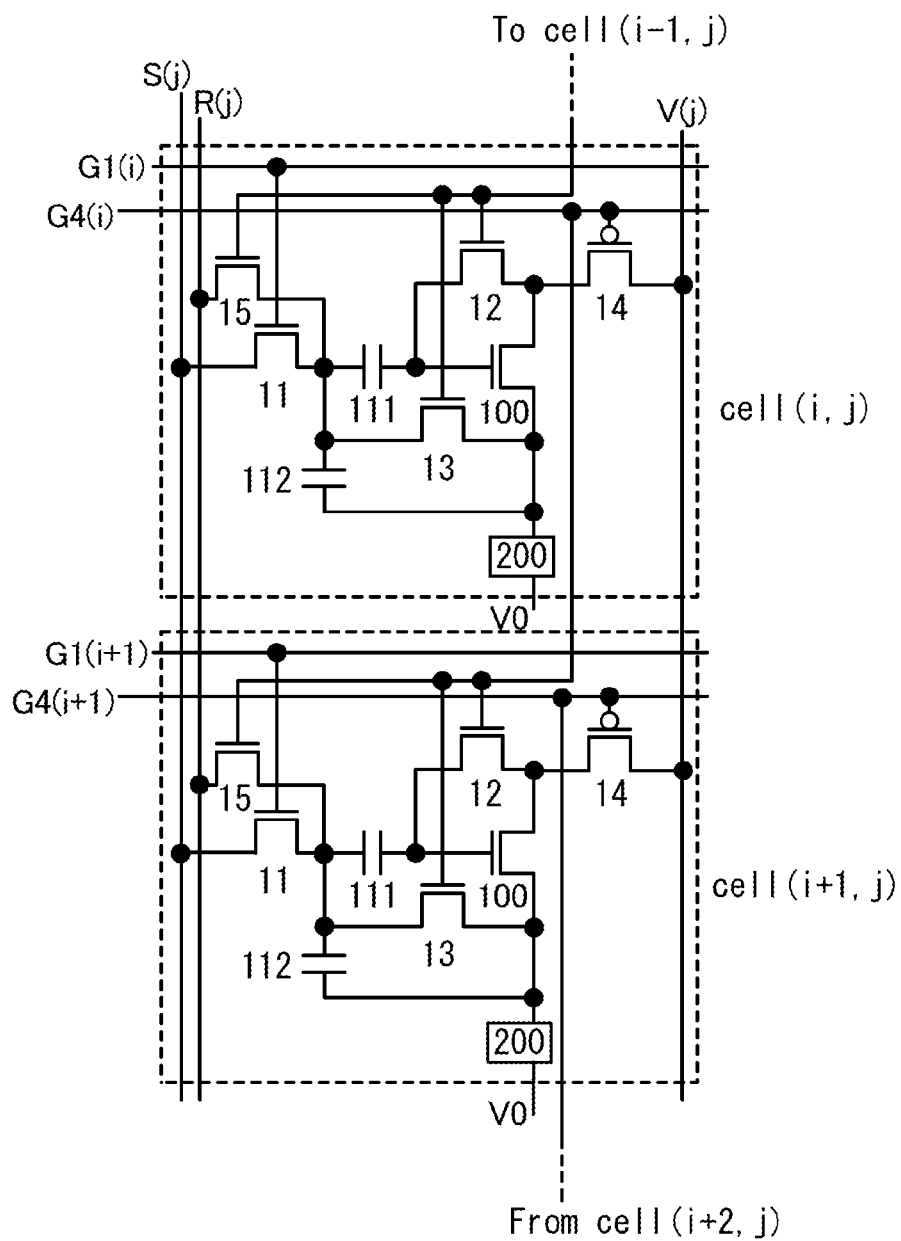 To cell(i-1, j)
S(j)
R(j)
V(j)
G1(i)
G4(i)
15
12
14
11
111
100
cell(i, j)
13
112
200
V0
G1(i+1)
G4(i+1)
15
12
14
11
111
100
cell(i+1, j)
13
112
200
V0
From cell(i+2, j)